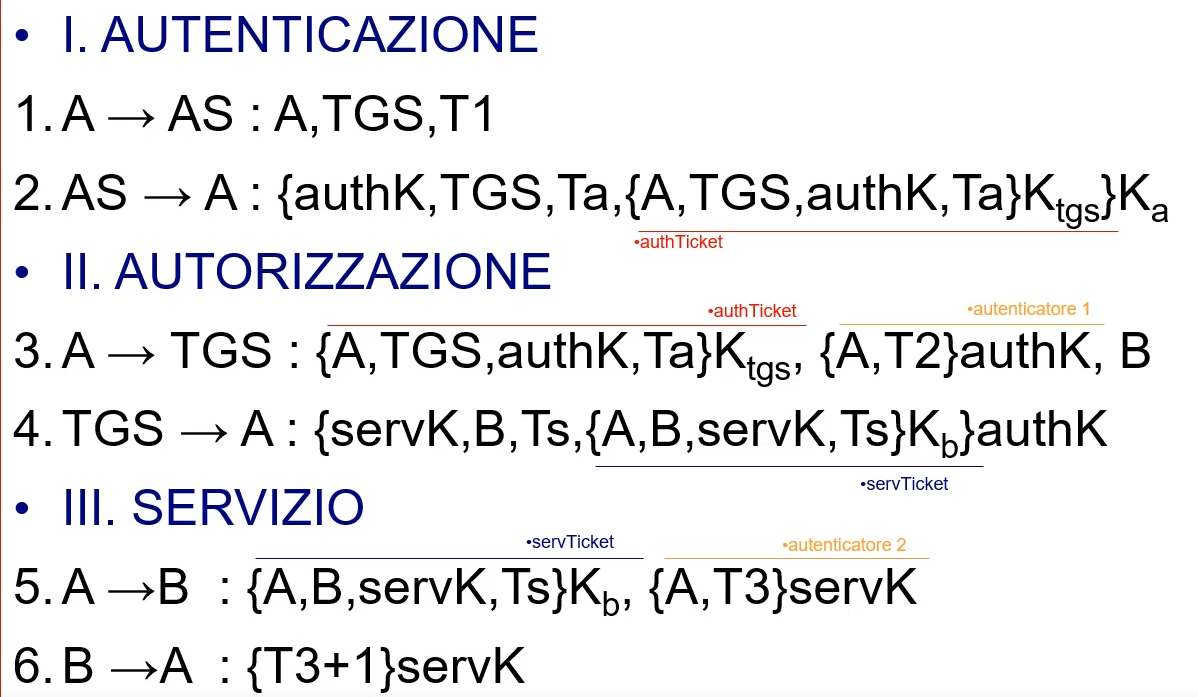 • I. AUTENTICAZIONE
1. A → AS : A,TGS,T1
2. AS → A : {authK,TGS,Ta,{A,TGS,authK,Ta}Ktgs}Ka
•authTicket
• II. AUTORIZZAZIONE
•authTicket •autenticatore 1
3. A → TGS : {A,TGS,authK,Ta}Ktgs, {A,T2}authK, B
4. TGS → A : {servK,B,Ts,{A,B,servK,Ts}Kb}authK
•servTicket
• III. SERVIZIO
•servTicket •autenticatore 2
5. A →B : {A,B,servK,Ts}Kb, {A,T3}servK
6. B →A : {T3+1}servK